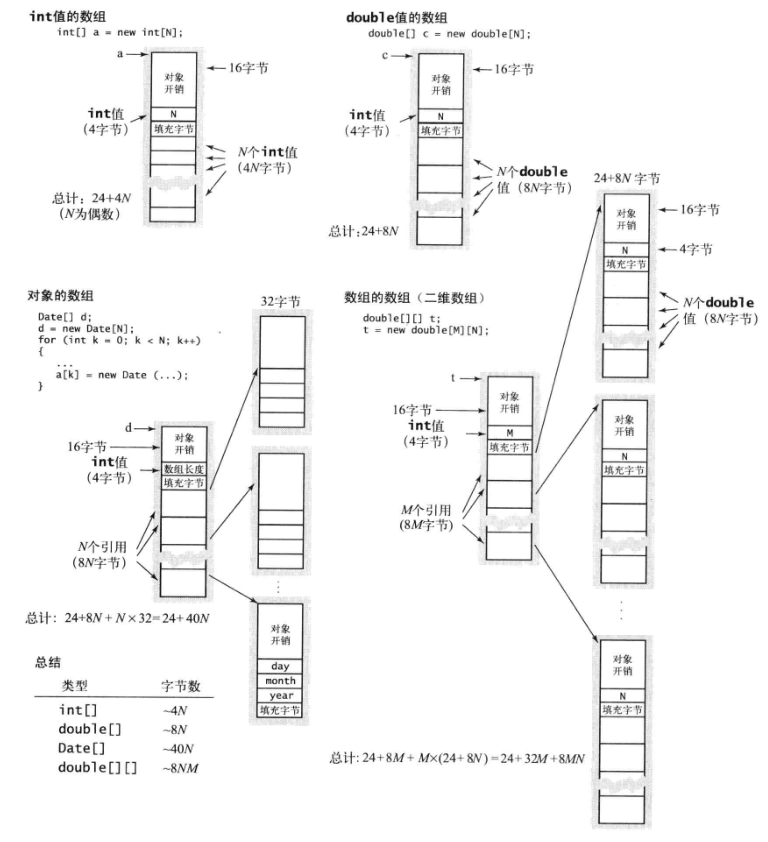 int值的数组
int[] a = new int[N];
a
16字节
对象
开销
int值
(4字节)
N
填充字节
N个int值
(4N字节)
总计：24+4N
(N为偶数)
double值的数组
double[] c = new double[N];
c
16字节
对象
开销
int值
(4字节)
N
填充字节
N个double
值（8N字节）
总计:24+8N
对象的数组
Date[] d;
d = new Date[N];
for (int k = 0; k < N; k++)
{
...
a[k] = new Date (...);
}
32字节
d
16字节
对象
开销
int值
(4字节)
数组长度
填充字节
N个引用
(8N字节)
⋮
对象
开销
day
month
year
填充字节
总计：24+8N + N×32=24+40N
数组的数组（二维数组）
double[][] t;
t = new double[M][N];
t
16字节
对象
开销
int值
(4字节)
M
填充字节
M个引用
(8M字节)
24+8N 字节
对象
开销
16字节
N
4字节
填充字节
N个double
值（8N字节）
对象
开销
N
填充字节
⋮
对象
开销
N
填充字节
总计: 24+8M + M×(24+8N) =24+32M+8MN
总结
类型 字节数
int[] ~4N
double[] ~8N
Date[] ~40N
double[][] ~8NM